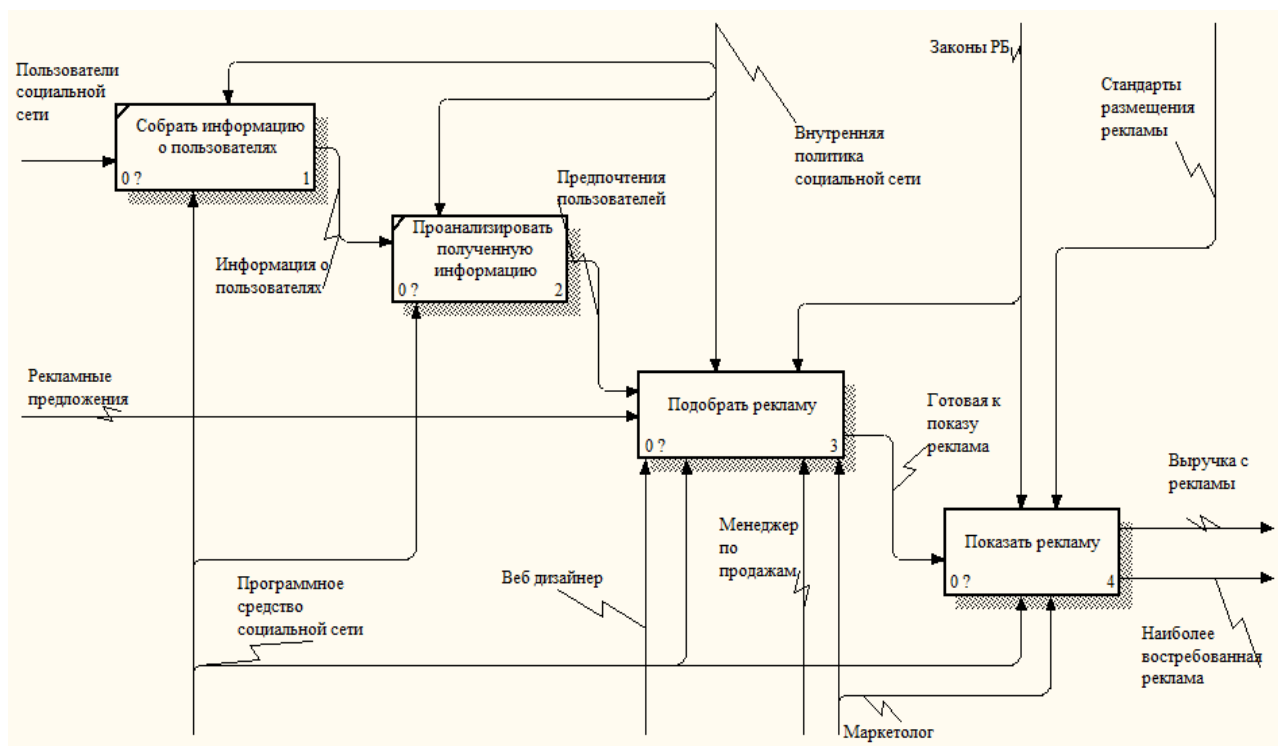 Пользователи
социальной
сети
Законы РБ
Стандарты
размещения
рекламы
Собрать информацию
о пользователях
0 ?
1
Внутренняя
политика
социальной сети
Предпочтения
пользователей
Проанализировать
полученную
информацию
0 ?
2
Информация о
пользователях
Рекламные
предложения
Подобрать рекламу
0 ?
3
Готовая к
показу
реклама
Выручка с
рекламы
Показать рекламу
0 ?
4
Менеджер
по
продажам
Веб дизайнер
Программное
средство
социальной сети
Наиболее
востребованная
реклама
Маркетолог